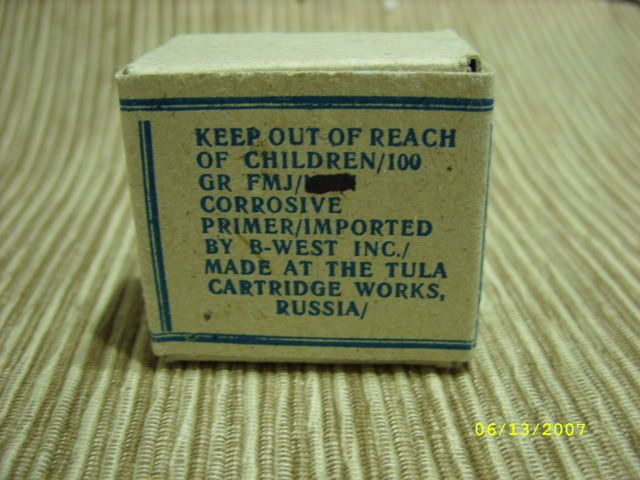 KEEP OUT OF REACH
OF CHILDREN/100
GR FMJ/
CORROSIVE
PRIMER/IMPORTED
BY B-WEST INC./
MADE AT THE TULA
CARTRIDGE WORKS,
RUSSIA/
06/13/2007